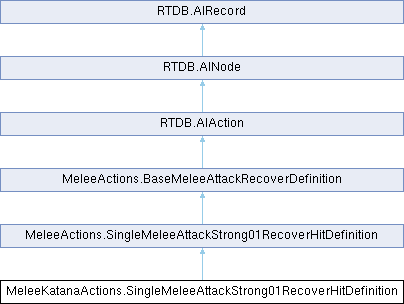 RTDB.AIRecord
RTDB.AINode
RTDB.AIAction
MeleeActions.BaseMeleeAttackRecoverDefinition
MeleeActions.SingleMeleeAttackStrong01RecoverHitDefinition
MeleeKatanaActions.SingleMeleeAttackStrong01RecoverHitDefinition